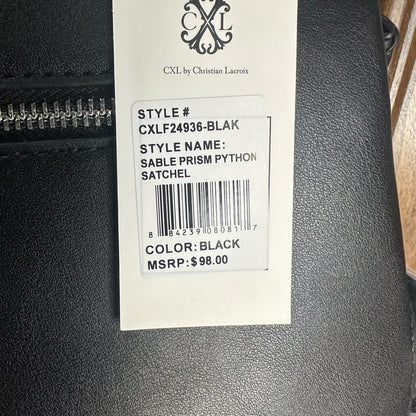 CXL
CXL by Christian Lacroix
STYLE #
CXLF24936-BLAK
STYLE NAME:
SABLE PRISM PYTHON
SATCHEL
8 84239 08081 7
COLOR: BLACK
MSRP:$98.00